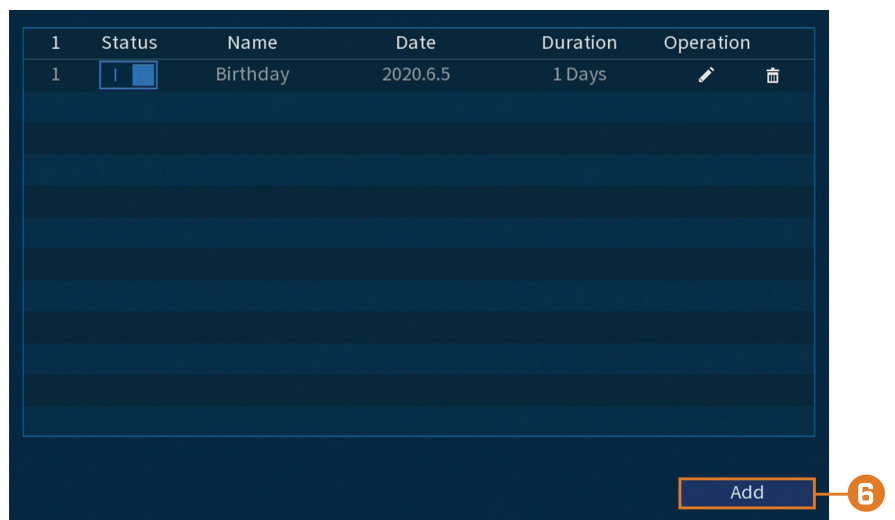 1 Status Name Date Duration Operation
1 Birthday 2020.6.5 1 Days
Add
6